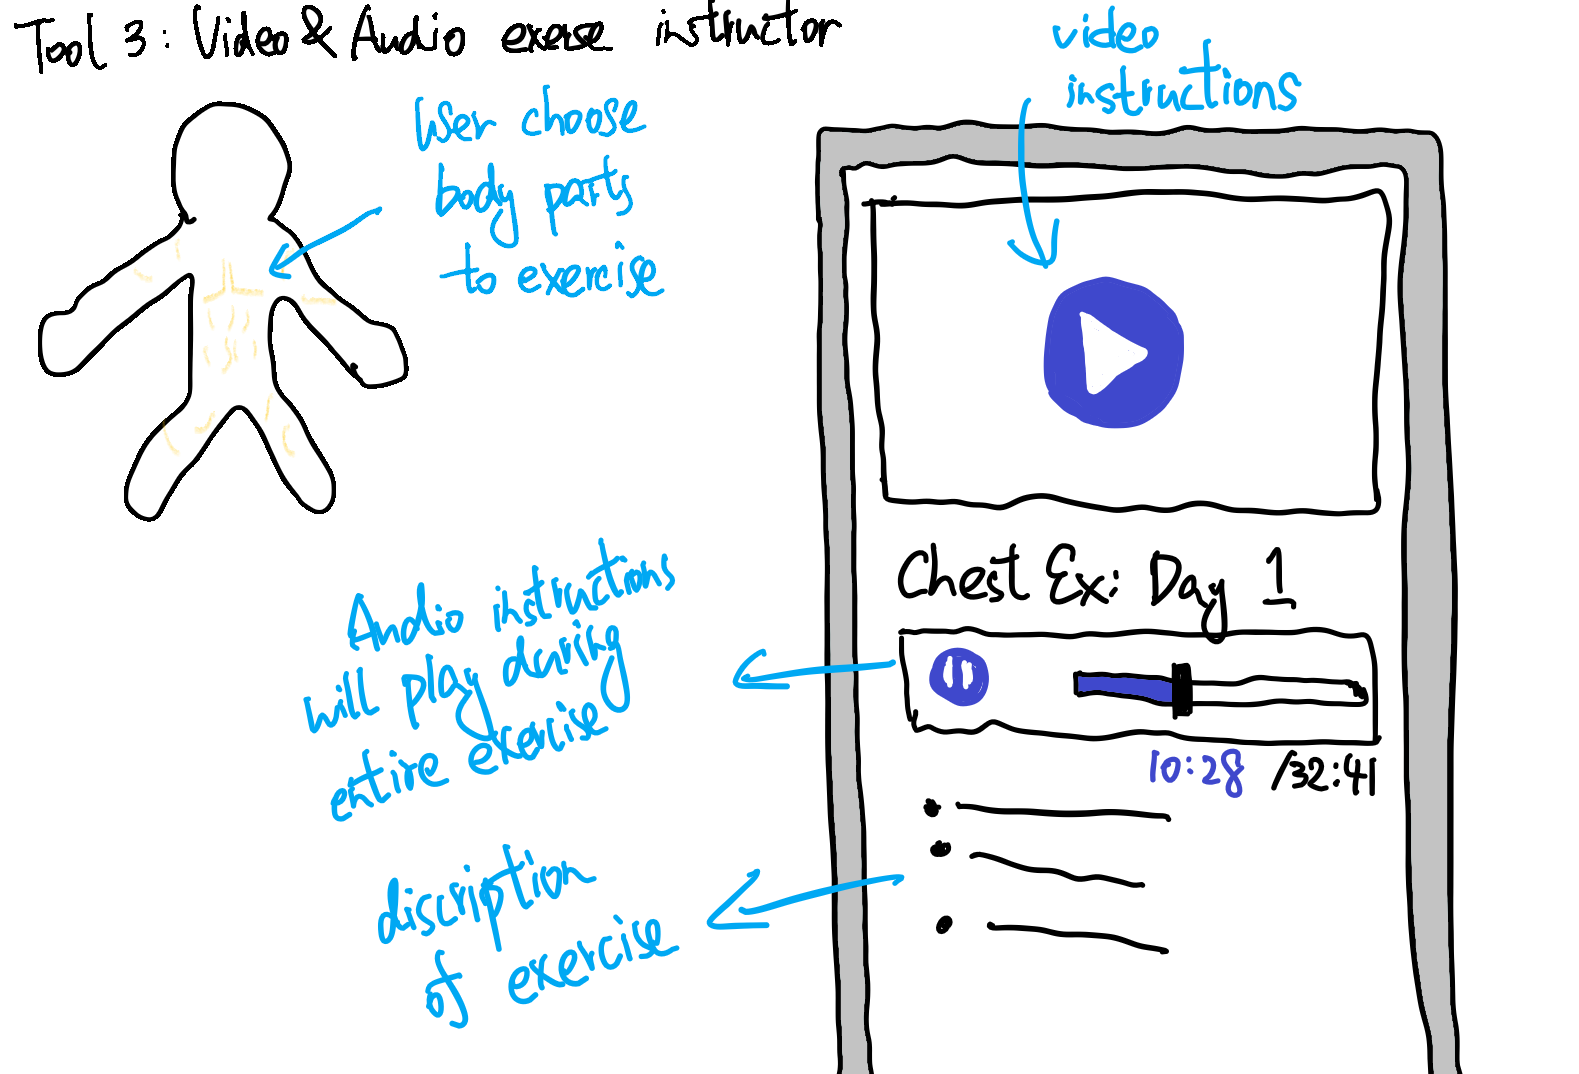 Tool 3: Video & Audio exerise instructor
User choose
body parts
to exercise
video
instructions
Chest Ex: Day 1
10:28 /32:41
Audio instructions
will play during
entire exercise
discription
of exercise